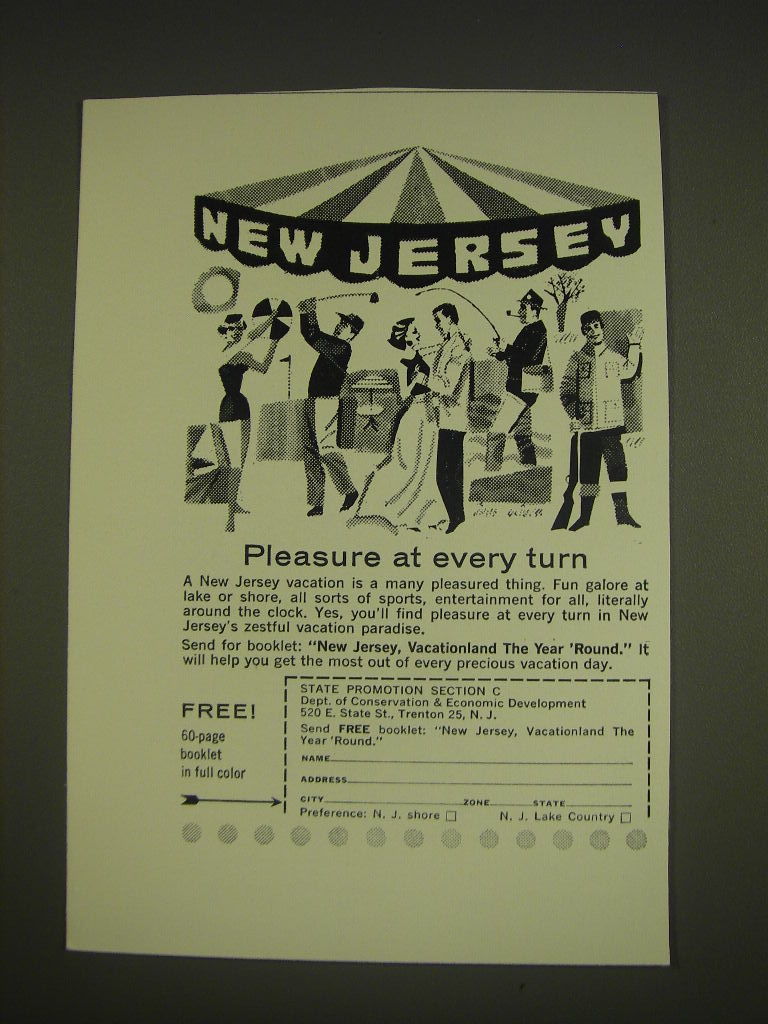 NEW JERSEY
Pleasure at every turn
A New Jersey vacation is a many pleasured thing. Fun galore at
lake or shore, all sorts of sports, entertainment for all, literally
around the clock. Yes, you'll find pleasure at every turn in New
Jersey's zestful vacation paradise.
Send for booklet: "New Jersey, Vacationland The Year 'Round." It
will help you get the most out of every precious vacation day.
FREE!
60-page
booklet
in full color
STATE PROMOTION SECTION C
Dept. of Conservation & Economic Development
520 E. State St., Trenton 25, N. J.
Send FREE booklet: "New Jersey, Vacationland The
Year 'Round."
NAME
ADDRESS
CITY ZONE STATE
Preference: N. J. shore N. J. Lake Country